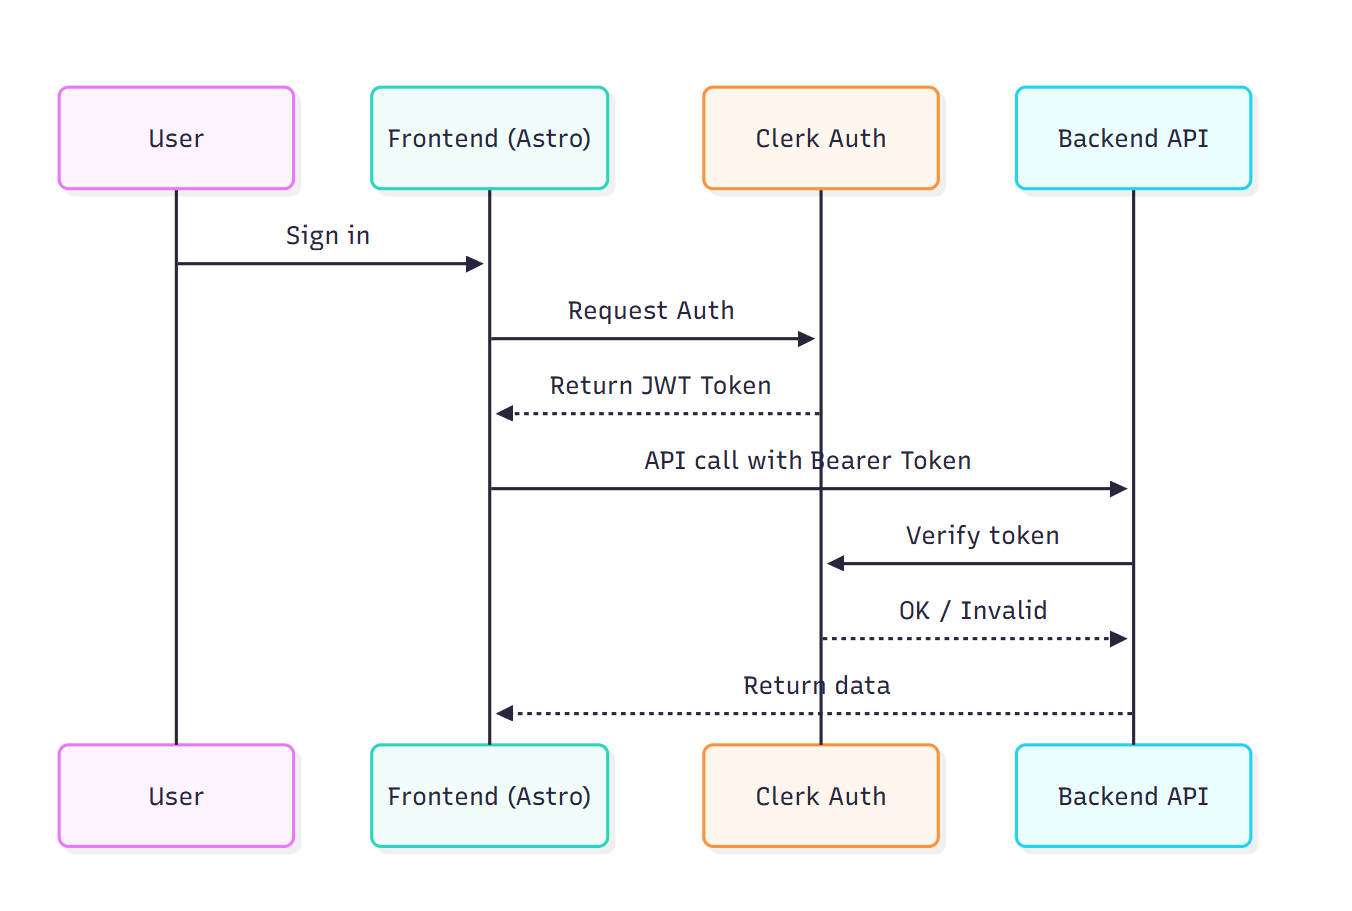 User
Frontend (Astro)
Clerk Auth
Backend API
Sign in
Request Auth
Return JWT Token
API call with Bearer Token
Verify token
OK / Invalid
Return data
User
Frontend (Astro)
Clerk Auth
Backend API